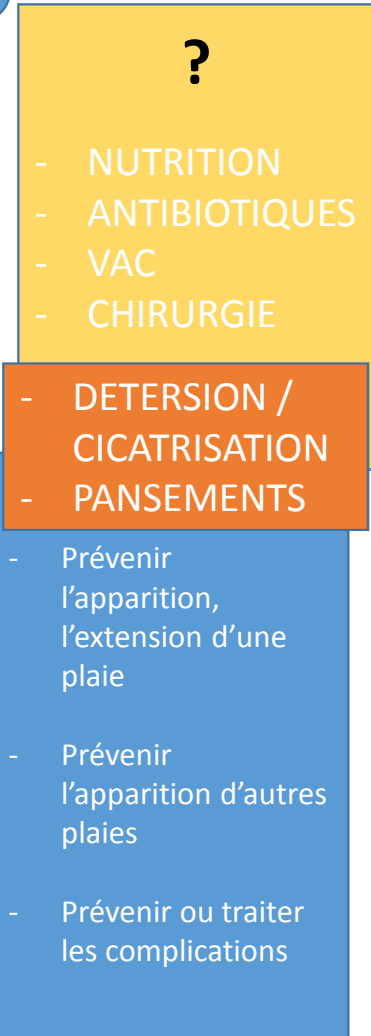 ?
- NUTRITION
- ANTIBIOTIQUES
- VAC
- CHIRURGIE
- DETERSION /
CICATRISATION
- PANSEMENTS
- Prévenir
l'apparition,
l'extension d'une
plaie
- Prévenir
l'apparition d'autres
plaies
- Prévenir ou traiter
les complications